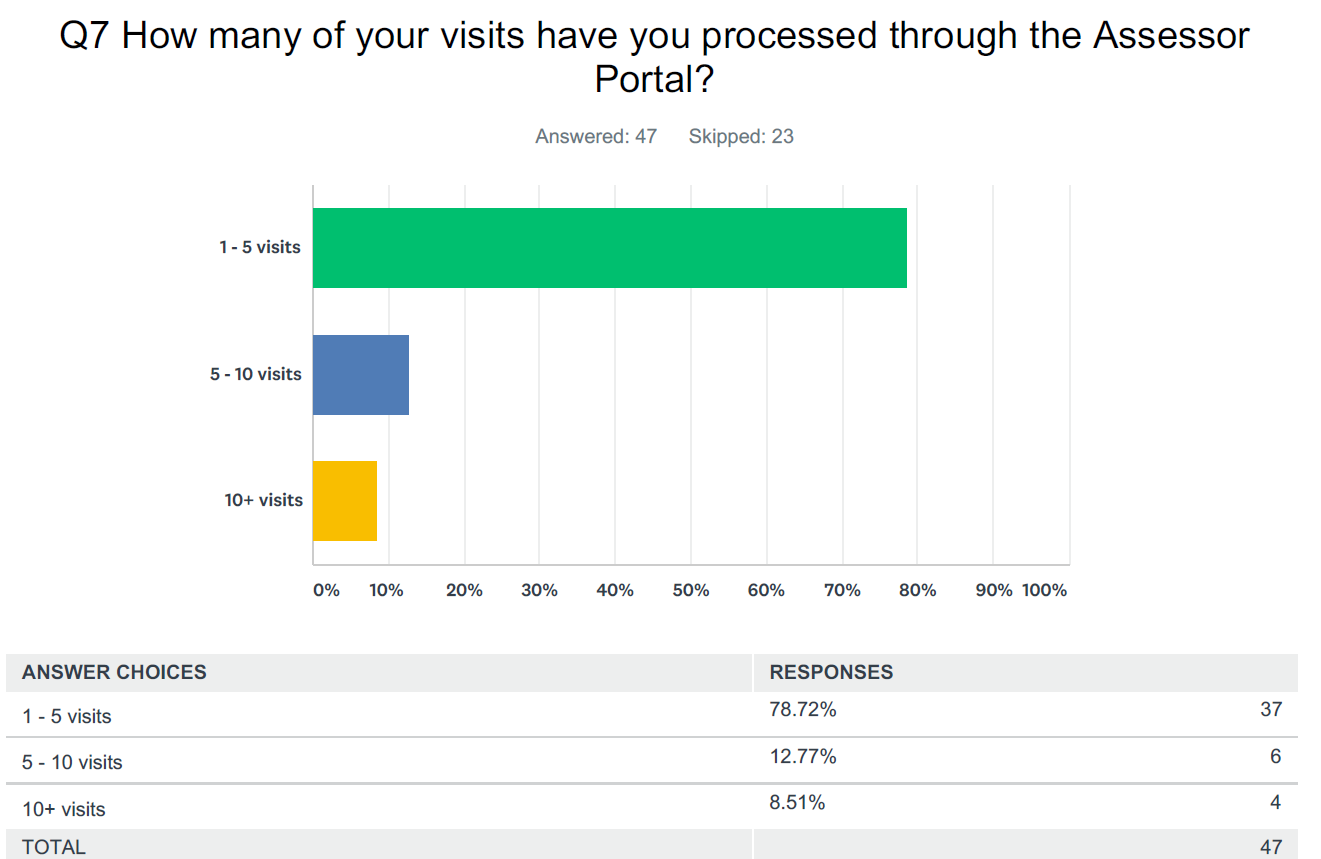 Q7 How many of your visits have you processed through the Assessor
Portal?
Answered: 47 Skipped: 23
1 - 5 visits
5 - 10 visits
10+ visits
0% 10% 20% 30% 40% 50% 60% 70% 80% 90% 100%
ANSWER CHOICES RESPONSES
1 - 5 visits 78.72% 37
5 - 10 visits 12.77% 6
10+ visits 8.51% 4
TOTAL 47